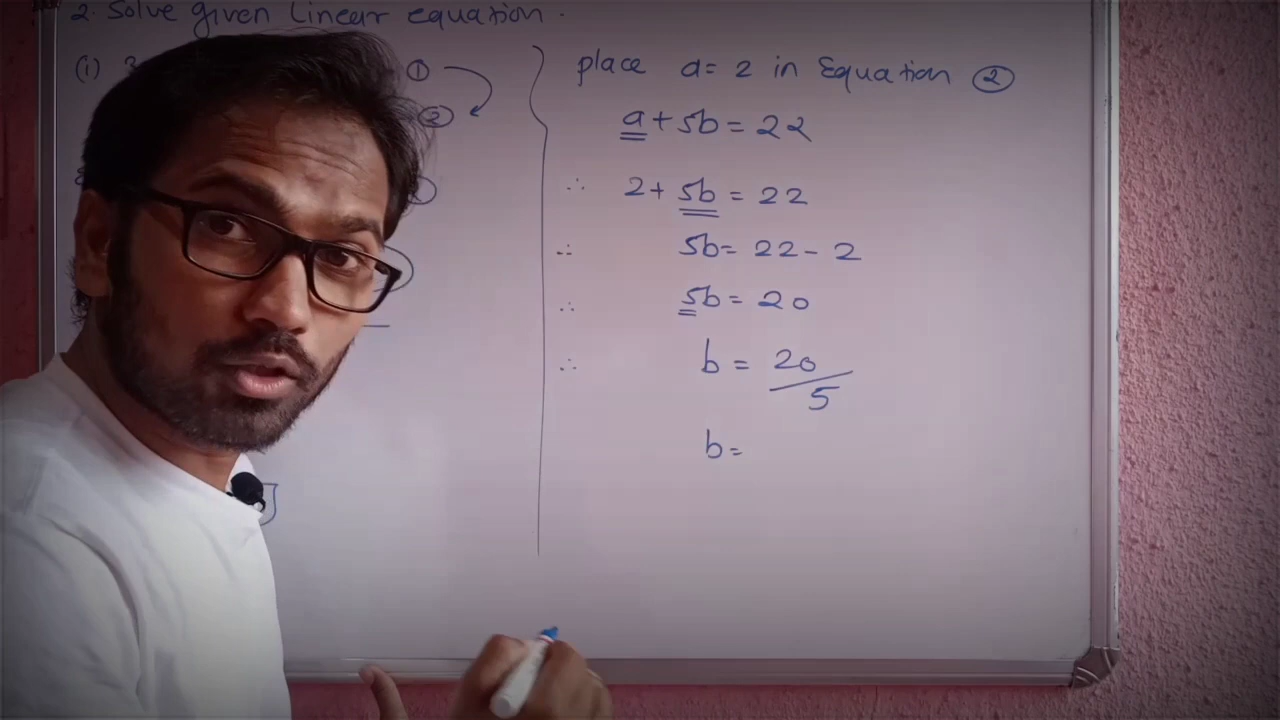 2. Solve given Linear equation.
(i) 3
①
②
place a = 2 in Equation ②
a + 5b = 22
∴ 2 + 5b = 22
∴ 5b = 22 - 2
∴ 5b = 20
∴ b = 20/5
b =